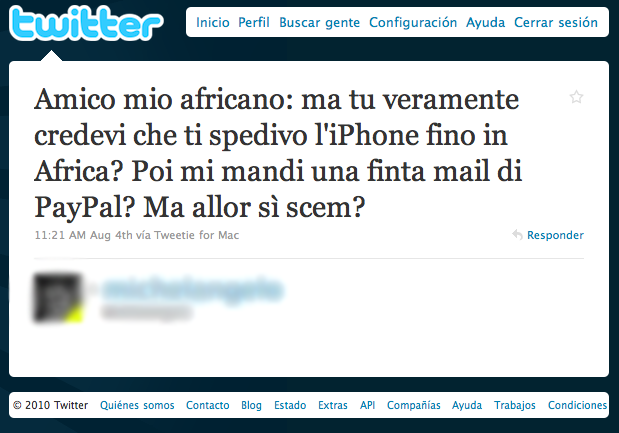 twitter
Inicio Perfil Buscar gente Configuración Ayuda Cerrar sesión
Amico mio africano: ma tu veramente
credevi che ti spedivo l'iPhone fino in
Africa? Poi mi mandi una finta mail di
PayPal? Ma allor sì scem?
11:21 AM Aug 4th vía Tweetie for Mac
Responder
© 2010 Twitter Quiénes somos Contacto Blog Estado Extras API Compañías Ayuda Trabajos Condiciones